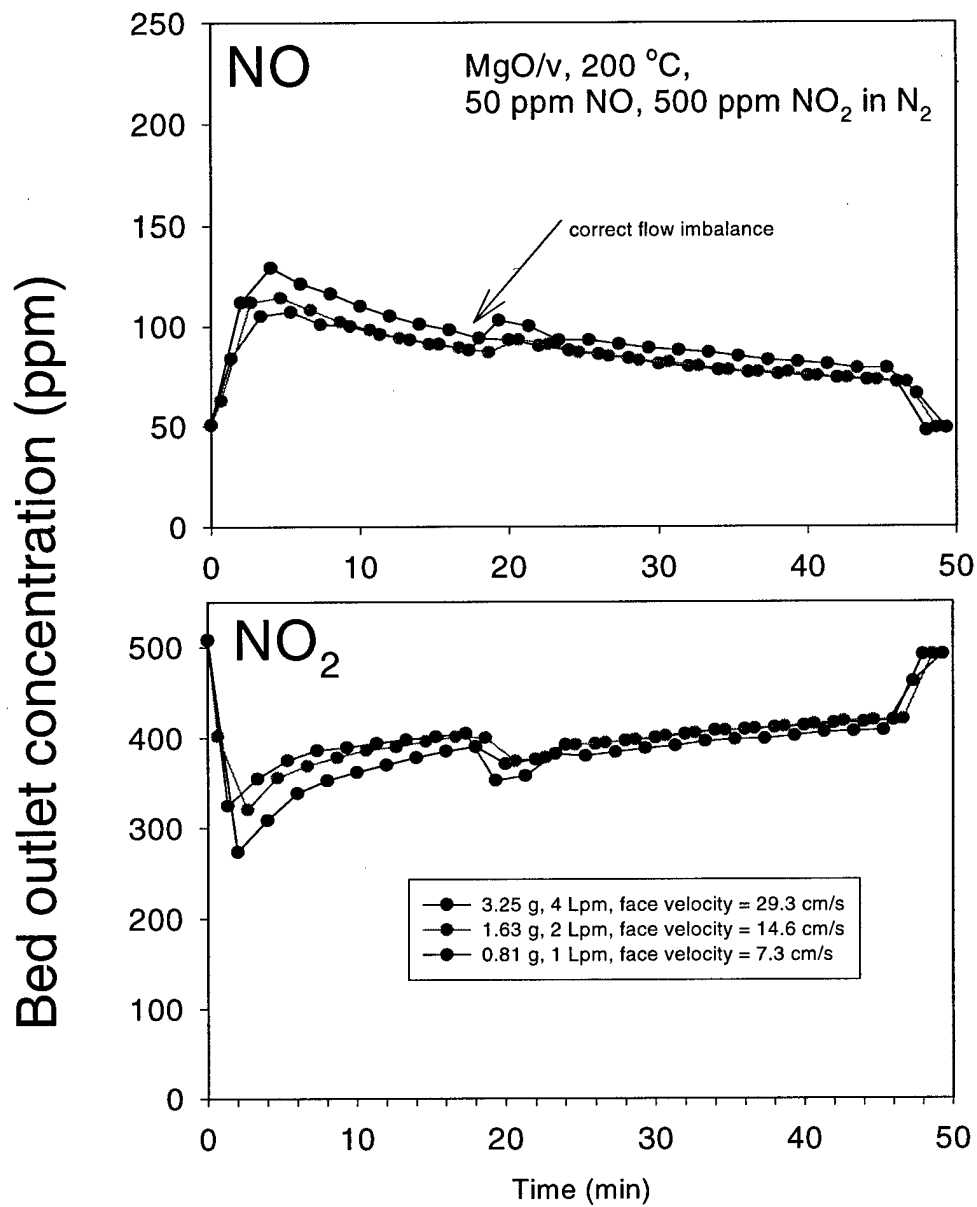 Bed outlet concentration (ppm)
250
200
150
100
50
0
NO
MgO/v, 200 °C,
50 ppm NO, 500 ppm NO₂ in N₂
correct flow imbalance
0 10 20 30 40 50
500
400
300
200
100
0
NO₂
3.25 g, 4 Lpm, face velocity = 29.3 cm/s
1.63 g, 2 Lpm, face velocity = 14.6 cm/s
0.81 g, 1 Lpm, face velocity = 7.3 cm/s
0 10 20 30 40 50
Time (min)